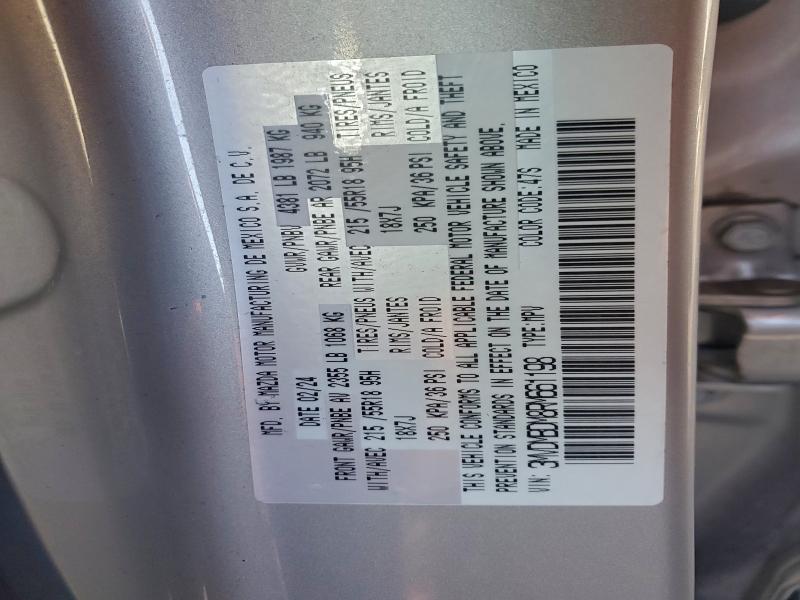 MFD. BY MAZDA MOTOR MANUFACTURING DE MEXICO S.A. DE C.V.
DATE 02/24 GVWR/PNBV 4381 LB 1987 KG
FRONT GAWR/PNBE AV 2355 LB 1068 KG REAR GAWR/PNBE AR 2072 LB 940 KG
WITH/AVEC 215 /55R18 95H TIRES/PNEUS WITH/AVEC 215 /55R18 95H TIRES/PNEUS
18X7J RIMS/JANTES 18X7J RIMS/JANTES
250 KPA/36 PSI COLD/A FROID 250 KPA/36 PSI COLD/A FROID
THIS VEHICLE CONFORMS TO ALL APPLICABLE FEDERAL MOTOR VEHICLE SAFETY AND THEFT
PREVENTION STANDARDS IN EFFECT ON THE DATE OF MANUFACTURE SHOWN ABOVE.
VIN: TYPE:MPV COLOR CODE:47S MADE IN MEXICO